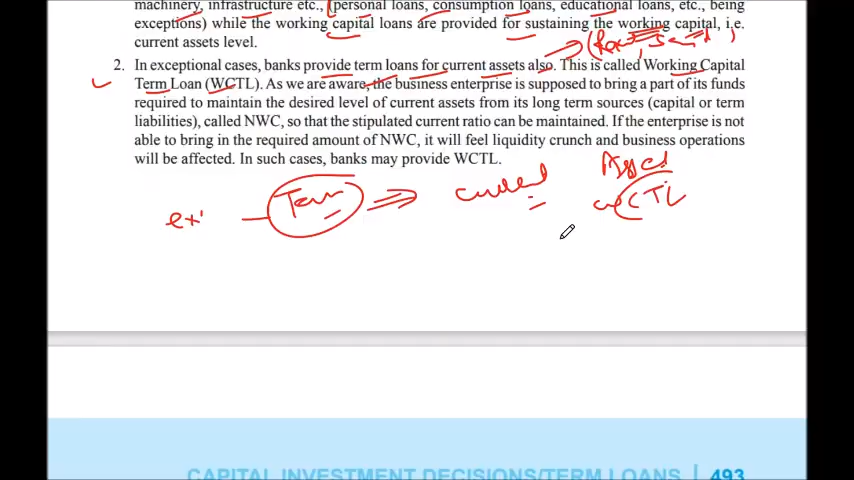 machinery, infrastructure etc., (personal loans, consumption loans, educational loans, etc., being
exceptions) while the working capital loans are provided for sustaining the working capital, i.e.
current assets level.
2. In exceptional cases, banks provide term loans for current assets also. This is called Working Capital
Term Loan (WCTL). As we are aware, the business enterprise is supposed to bring a part of its funds
required to maintain the desired level of current assets from its long term sources (capital or term
liabilities), called NWC, so that the stipulated current ratio can be maintained. If the enterprise is not
able to bring in the required amount of NWC, it will feel liquidity crunch and business operations
will be affected. In such cases, banks may provide WCTL.
Asset
ex' Term ⇒ current WCTL
CAPITAL INVESTMENT DECISIONS/TERM LOANS 493